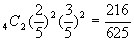 ₄C₂(2/5)²(3/5)² = 216/625